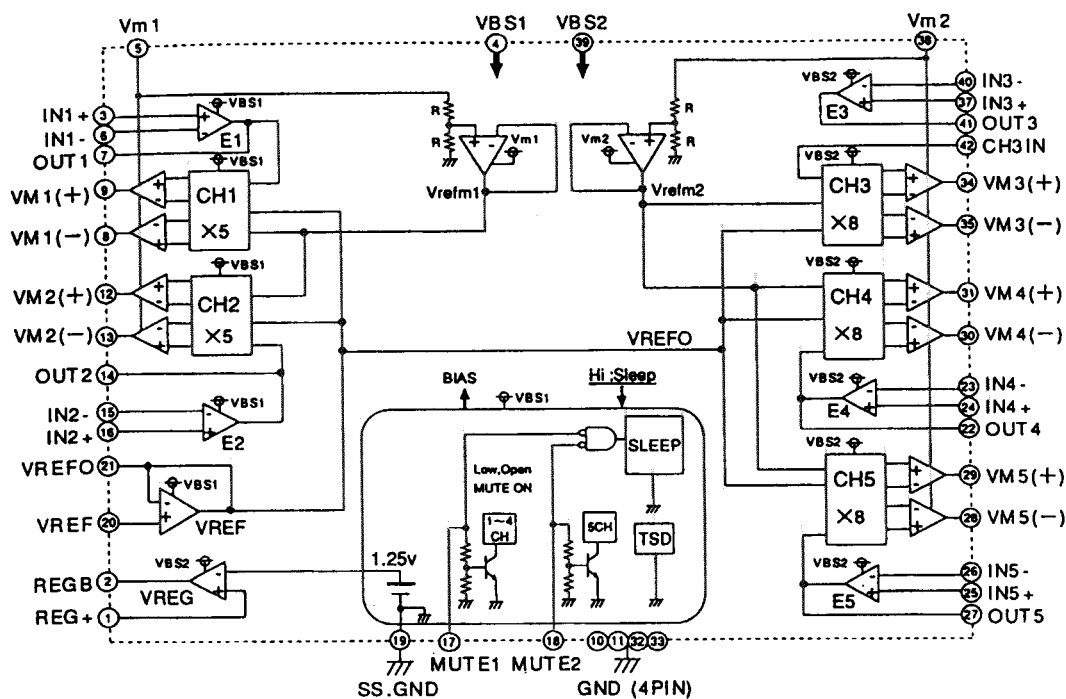 Vm1
VBS1
VBS2
Vm2
5
4
39
38
IN1+
3
VBS1
IN1-
6
E1
OUT1
7
VBS1
VM1(+)
9
CH1
×5
VM1(-)
8
VM2(+)
12
VBS1
CH2
×5
VM2(-)
13
OUT2
14
IN2-
15
VBS1
IN2+
16
E2
VREFO
21
VBS1
VREF
20
VREF
REGB
2
VBS2
VREG
REG+
1
R
R
Vm1
Vrefm1
Vm2
R
R
Vrefm2
VREFO
BIAS
VBS1
Hi ;Sleep
SLEEP
Low,Open
MUTE ON
1~4
CH
5CH
TSD
1.25v
VBS2
E3
40
IN3-
37
IN3+
41
OUT3
42
CH3IN
VBS2
CH3
×8
34
VM3(+)
35
VM3(-)
VBS2
CH4
×8
31
VM4(+)
30
VM4(-)
VBS2
E4
23
IN4-
24
IN4+
22
OUT4
VBS2
CH5
×8
29
VM5(+)
28
VM5(-)
VBS2
E5
26
IN5-
25
IN5+
27
OUT5
19
17
18
10
11
32
33
SS.GND
MUTE1
MUTE2
GND (4PIN)